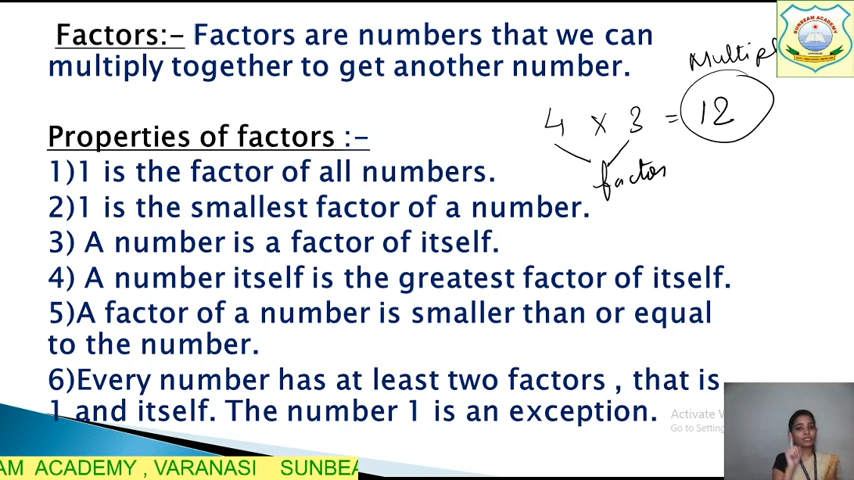 Factors:- Factors are numbers that we can
multiply together to get another number.
Multipl
4 x 3 = 12
factor
Properties of factors :-
1)1 is the factor of all numbers.
2)1 is the smallest factor of a number.
3) A number is a factor of itself.
4) A number itself is the greatest factor of itself.
5)A factor of a number is smaller than or equal
to the number.
6)Every number has at least two factors , that is
1 and itself. The number 1 is an exception.
Activate W
Go to Setting
AM ACADEMY , VARANASI SUNBEA
SUNBEAM ACADEMY